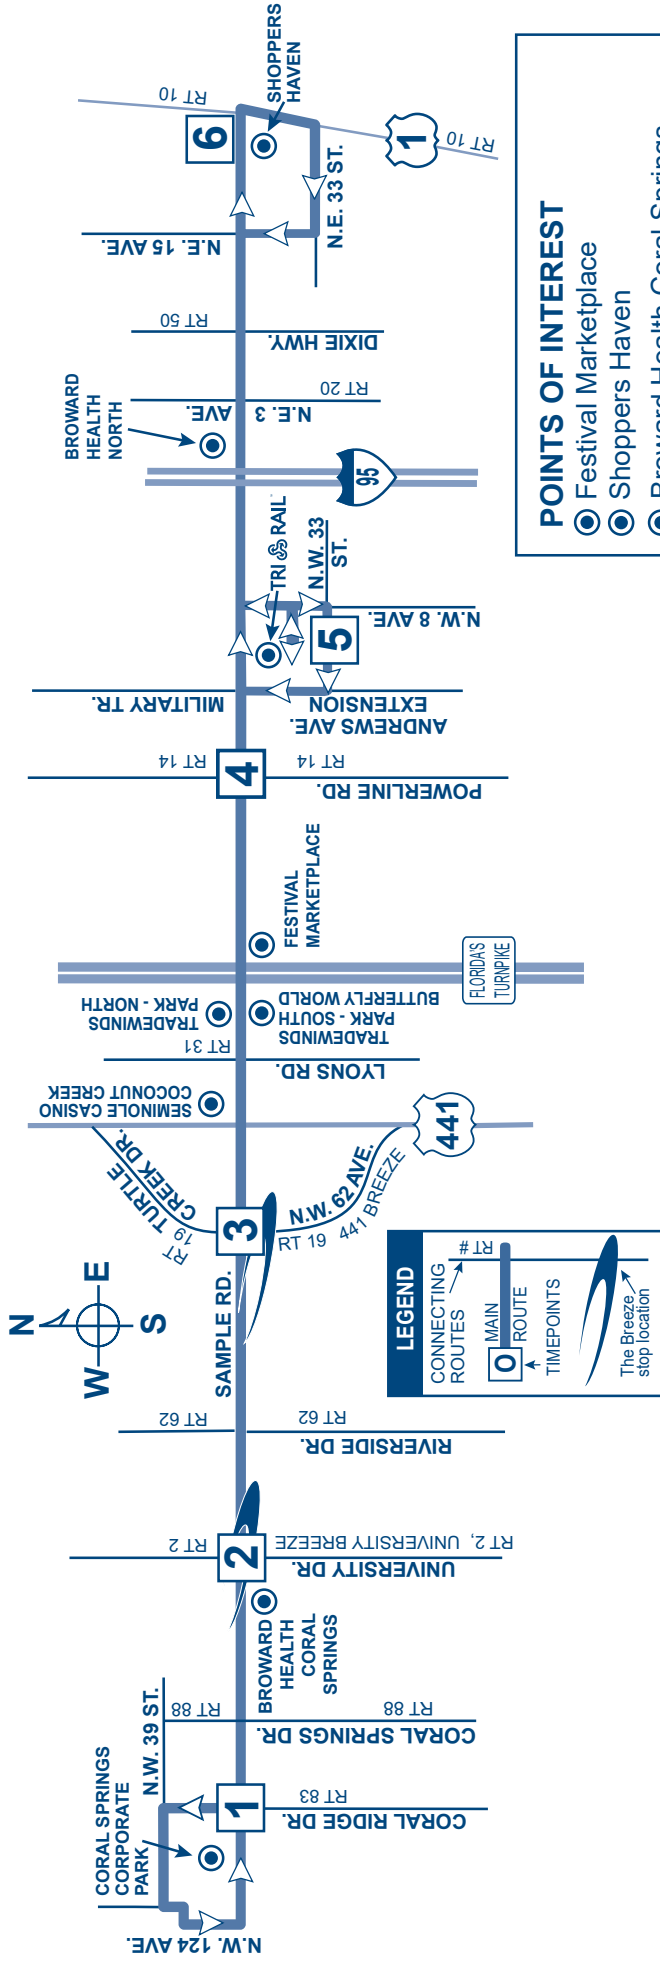 N
W
E
S
CORAL SPRINGS
CORPORATE
PARK
N.W. 39 ST.
N.W. 124 AVE.
1
RT 83
CORAL RIDGE DR.
RT 88
RT 88
CORAL SPRINGS DR.
BROWARD
HEALTH
CORAL
SPRINGS
RT 2
2
RT 2, UNIVERSITY BREEZE
UNIVERSITY DR.
RT 62
RT 62
RIVERSIDE DR.
SAMPLE RD.
3
RT
19
TURTLE
CREEK DR.
N.W. 62 AVE.
RT 19 441 BREEZE
441
SEMINOLE CASINO
COCONUT CREEK
RT 31
LYONS RD.
TRADEWINDS
PARK - NORTH
TRADEWINDS
PARK - SOUTH
BUTTERFLY WORLD
FLORIDA'S
TURNPIKE
FESTIVAL
MARKETPLACE
RT 14
4
RT 14
POWERLINE RD.
MILITARY TR.
ANDREWS AVE.
EXTENSION
5
TRI RAIL
N.W. 33
ST.
N.W. 8 AVE.
95
BROWARD
HEALTH
NORTH
N.E. 3 AVE.
RT 20
RT 50
DIXIE HWY.
N.E. 15 AVE.
N.E. 33 ST.
6
RT 10
SHOPPERS
HAVEN
1
RT 10
LEGEND
CONNECTING
ROUTES
RT #
0
MAIN
ROUTE
TIMEPOINTS
The Breeze
stop location
POINTS OF INTEREST
Festival Marketplace
Shoppers Haven
Broward Health Coral Springs